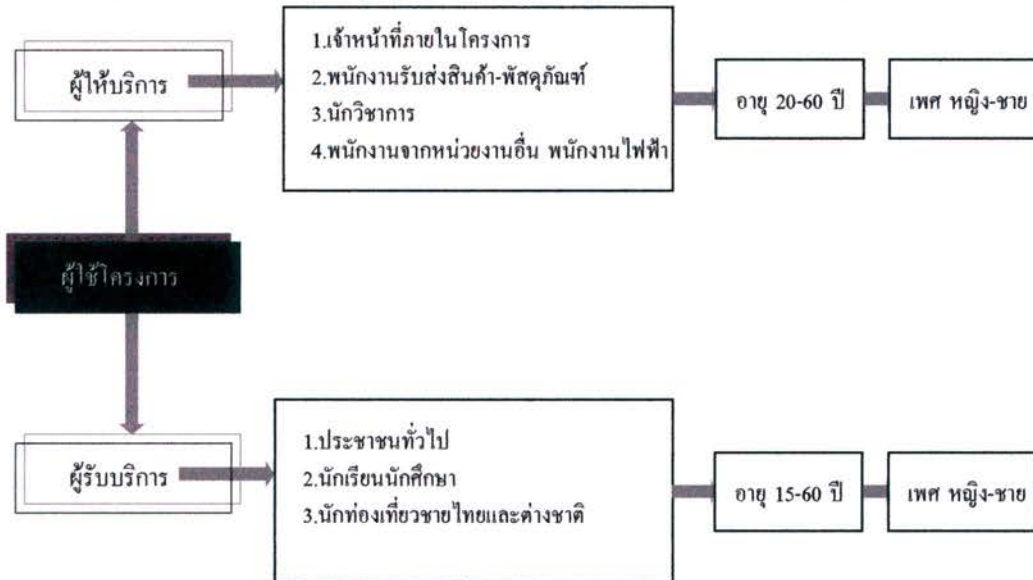 ผู้ให้บริการ
1.เจ้าหน้าที่ภายในโครงการ
2.พนักงานรับส่งสินค้า-พัสดุภัณฑ์
3.นักวิชาการ
4.พนักงานจากหน่วยงานอื่น พนักงานไฟฟ้า
อายุ 20-60 ปี
เพศ หญิง-ชาย
ผู้ใช้โครงการ
ผู้รับบริการ
1.ประชาชนทั่วไป
2.นักเรียนนักศึกษา
3.นักท่องเที่ยวชายไทยและต่างชาติ
อายุ 15-60 ปี
เพศ หญิง-ชาย